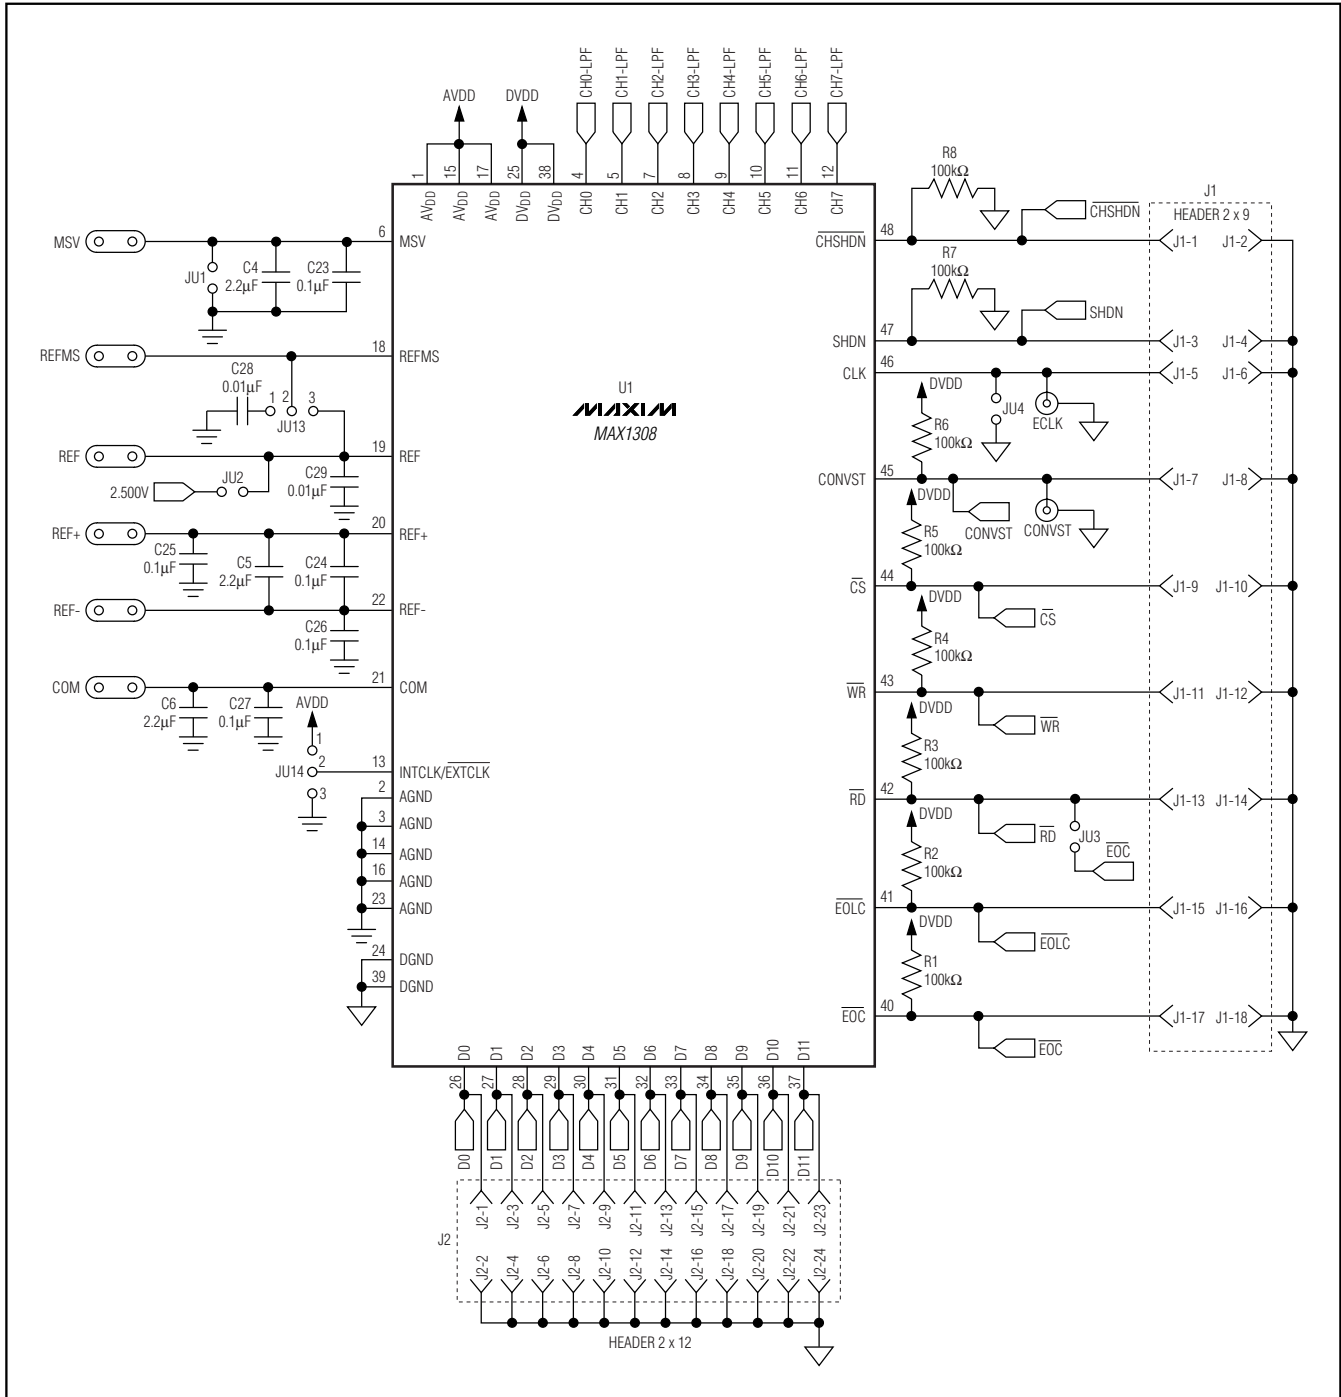 CH0-LPF
CH1-LPF
CH2-LPF
CH3-LPF
CH4-LPF
CH5-LPF
CH6-LPF
CH7-LPF
AVDD
DVDD
1
15
17
25
38
4
5
7
8
9
10
11
12
AVDD
AVDD
AVDD
DVDD
DVDD
CH0
CH1
CH2
CH3
CH4
CH5
CH6
CH7
MSV
6
MSV
JU1
C4
2.2µF
C23
0.1µF
REFMS
18
REFMS
C28
0.01µF
1
2
3
JU13
REF
19
REF
2.500V
JU2
C29
0.01µF
REF+
20
REF+
C25
0.1µF
C5
2.2µF
C24
0.1µF
REF-
22
REF-
C26
0.1µF
COM
21
COM
C6
2.2µF
C27
0.1µF
AVDD
1
JU14
2
3
13
INTCLK/EXTCLK
2
AGND
3
AGND
14
AGND
16
AGND
23
AGND
24
DGND
39
DGND
U1
MAXIM
MAX1308
R8
100kΩ
CHSHDN
48
CHSHDN
R7
100kΩ
SHDN
47
SHDN
46
CLK
DVDD
R6
100kΩ
JU4
ECLK
45
CONVST
DVDD
CONVST
CONVST
R5
100kΩ
44
CS
DVDD
CS
R4
100kΩ
43
WR
DVDD
WR
R3
100kΩ
42
RD
DVDD
RD
JU3
EOC
R2
100kΩ
41
EOLC
DVDD
EOLC
R1
100kΩ
40
EOC
EOC
J1
HEADER 2 x 9
J1-1 J1-2
J1-3 J1-4
J1-5 J1-6
J1-7 J1-8
J1-9 J1-10
J1-11 J1-12
J1-13 J1-14
J1-15 J1-16
J1-17 J1-18
D0
D1
D2
D3
D4
D5
D6
D7
D8
D9
D10
D11
26
27
28
29
30
31
32
33
34
35
36
37
D0
D1
D2
D3
D4
D5
D6
D7
D8
D9
D10
D11
J2
J2-1
J2-3
J2-5
J2-7
J2-9
J2-11
J2-13
J2-15
J2-17
J2-19
J2-21
J2-23
J2-2
J2-4
J2-6
J2-8
J2-10
J2-12
J2-14
J2-16
J2-18
J2-20
J2-22
J2-24
HEADER 2 x 12